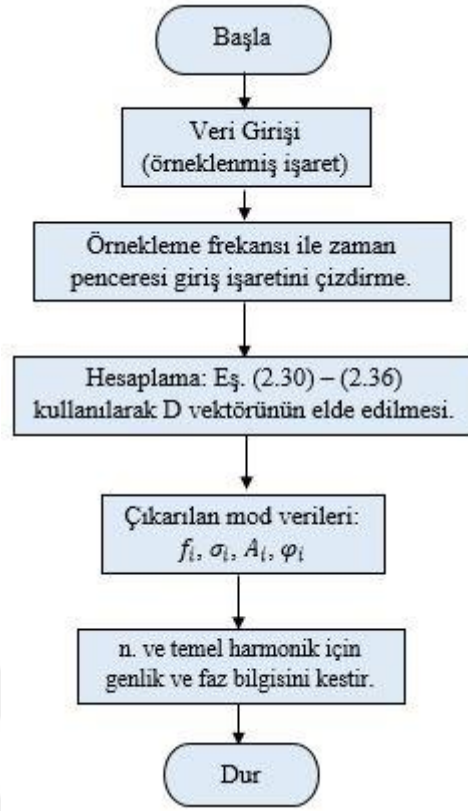 Başla
Veri Girişi
(örneklenmiş işaret)
Örnekleme frekansı ile zaman
penceresi giriş işaretini çizdirme.
Hesaplama: Eş. (2.30) – (2.36)
kullanılarak D vektörünün elde edilmesi.
Çıkarılan mod verileri:
fᵢ, σᵢ, Aᵢ, φᵢ
n. ve temel harmonik için
genlik ve faz bilgisini kestir.
Dur